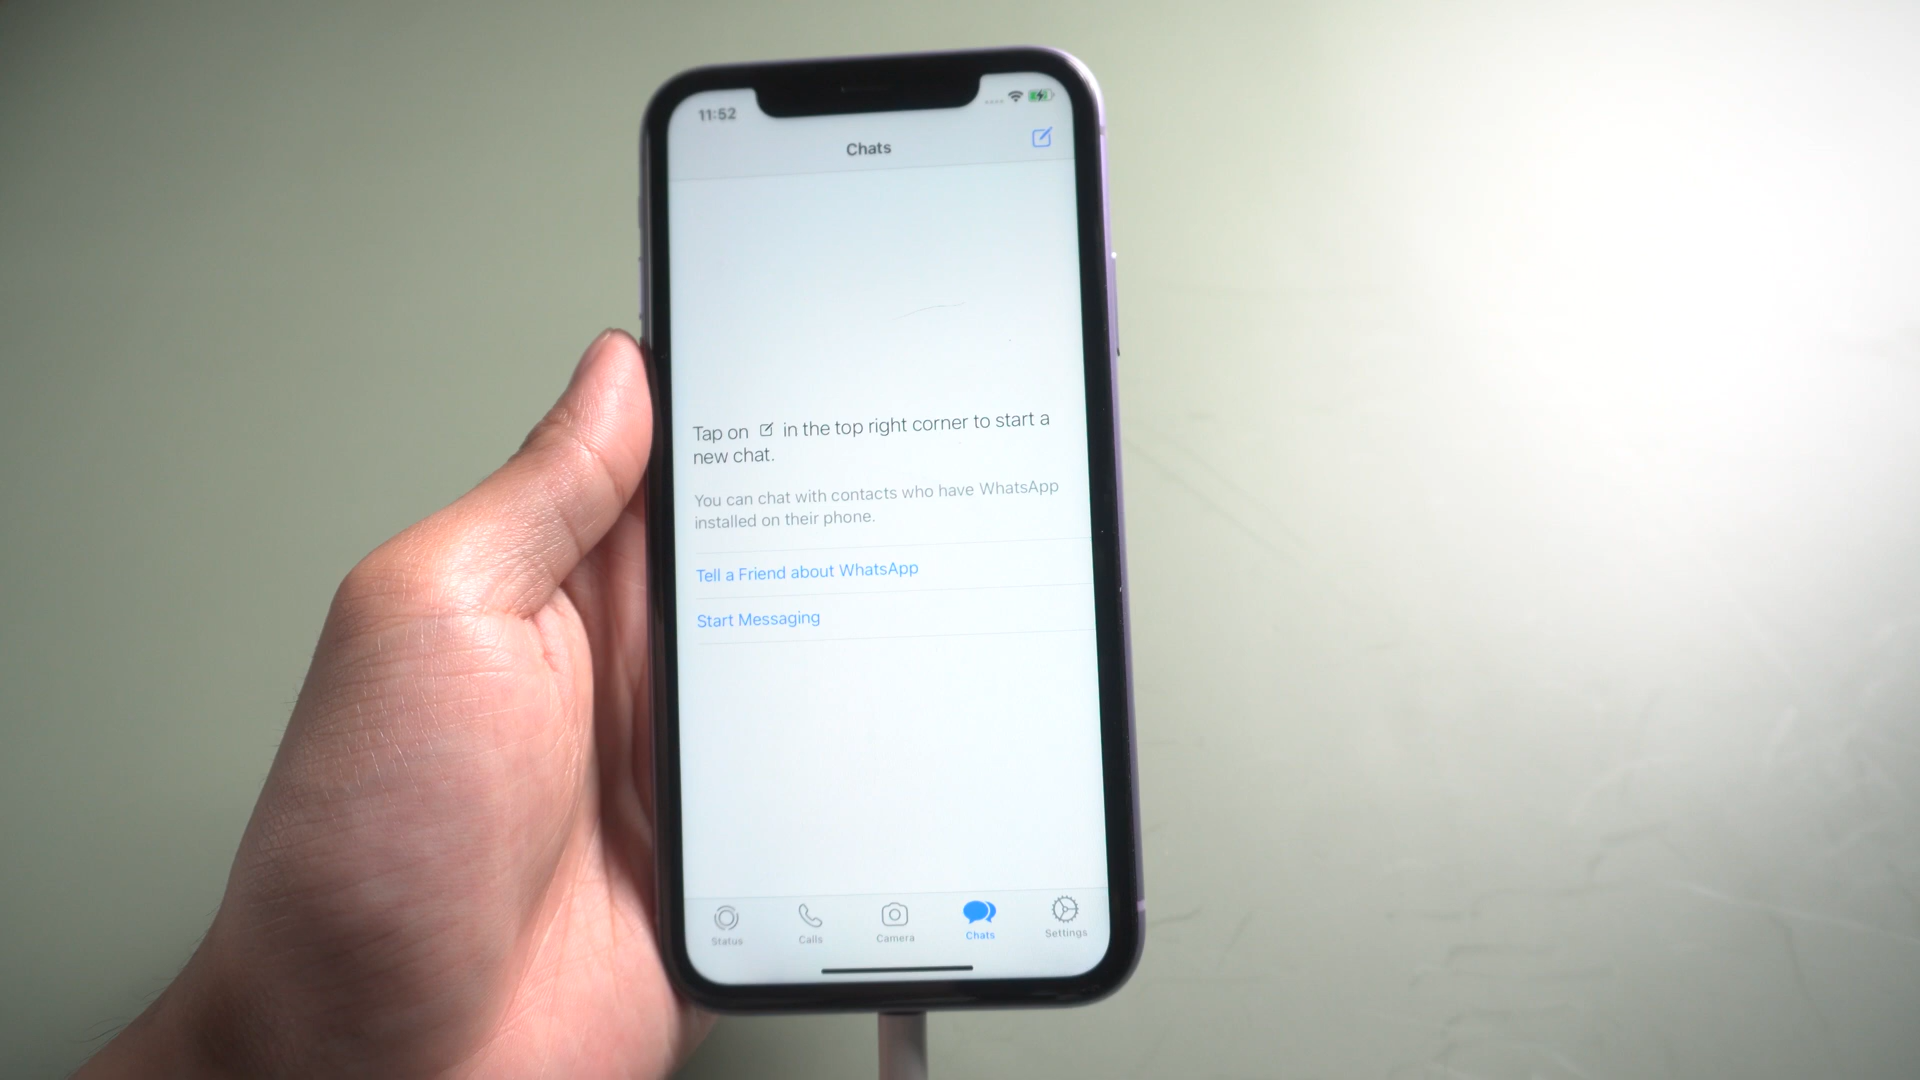 11:52
Chats
Tap on in the top right corner to start a
new chat.
You can chat with contacts who have WhatsApp
installed on their phone.
Tell a Friend about WhatsApp
Start Messaging
Status Calls Camera Chats Settings